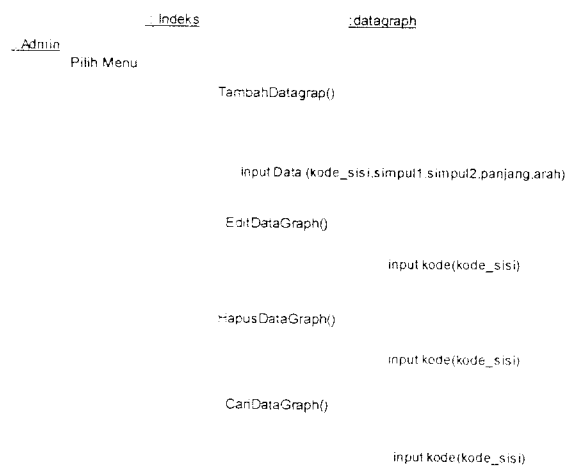 : Indeks :datagraph
: Admin
Pilih Menu
TambahDatagrap()
input Data (kode_sisi,simpul1,simpul2,panjang,arah)
EditDataGraph()
input kode(kode_sisi)
HapusDataGraph()
input kode(kode_sisi)
CariDataGraph()
input kode(kode_sisi)